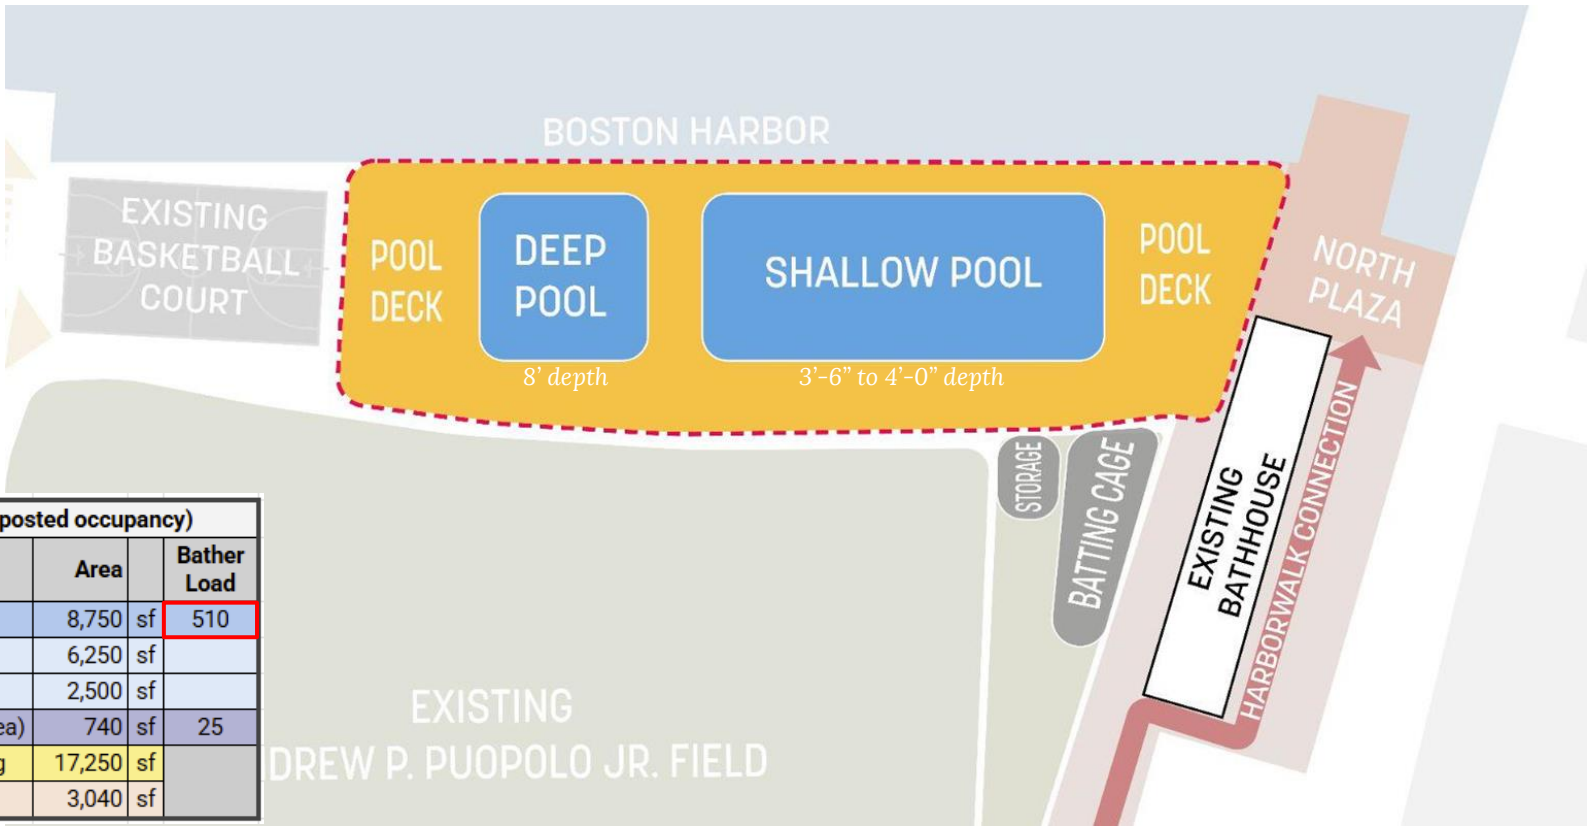 BOSTON HARBOR
EXISTING
BASKETBALL
COURT
POOL
DECK
DEEP
POOL
8’ depth
SHALLOW POOL
3’-6” to 4’-0” depth
POOL
DECK
NORTH
PLAZA
STORAGE
BATTING CAGE
EXISTING
BATHHOUSE
HARBORWALK CONNECTION
EXISTING
DREW P. PUOPOLO JR. FIELD
posted occupancy)
Area Bather
Load
8,750 sf 510
6,250 sf
2,500 sf
ea) 740 sf 25
g 17,250 sf
3,040 sf